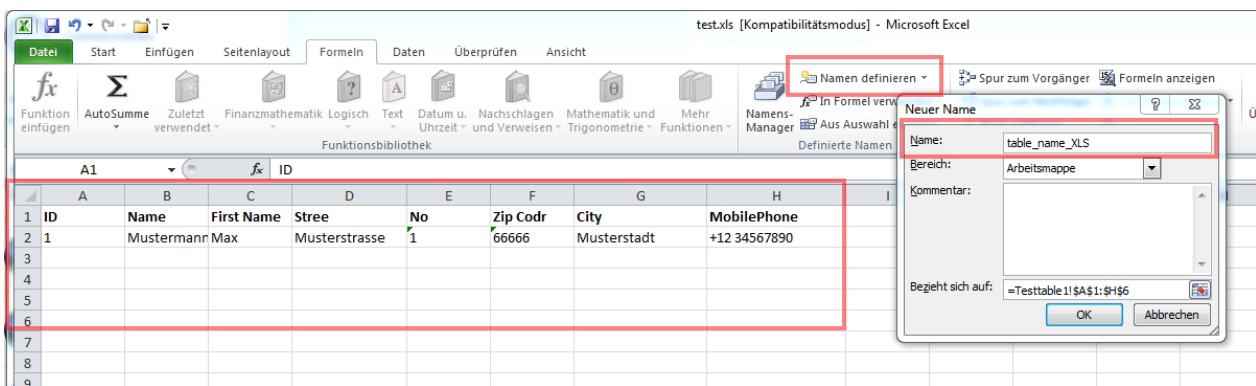 test.xls [Kompatibilitätsmodus] - Microsoft Excel
Datei Start Einfügen Seitenlayout Formeln Daten Überprüfen Ansicht
fx Funktion einfügen
Σ AutoSumme
Zuletzt verwendet
Finanzmathematik
Logisch
Text
Datum u. Uhrzeit
Nachschlagen und Verweisen
Mathematik und Trigonometrie
Mehr Funktionen
Funktionsbibliothek
Namens-Manager
Namen definieren
In Formel verw
Aus Auswahl e
Definierte Namen
Spur zum Vorgänger
Formeln anzeigen
A1 fx ID
A B C D E F G H I
1 ID Name First Name Stree No Zip Codr City MobilePhone
2 1 Mustermann Max Musterstrasse 1 66666 Musterstadt +12 34567890
3
4
5
6
7
8
9
Neuer Name
Name: table_name_XLS
Bereich: Arbeitsmappe
Kommentar:
Bezieht sich auf: =Testtable1!$A$1:$H$6
OK Abbrechen